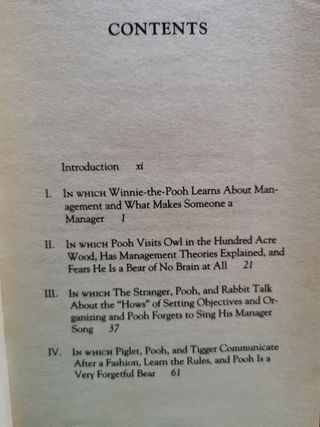 CONTENTS
Introduction xi
I. IN WHICH Winnie-the-Pooh Learns About Man-
agement and What Makes Someone a
Manager 1
II. IN WHICH Pooh Visits Owl in the Hundred Acre
Wood, Has Management Theories Explained, and
Fears He Is a Bear of No Brain at All 21
III. IN WHICH The Stranger, Pooh, and Rabbit Talk
About the "Hows" of Setting Objectives and Or-
ganizing and Pooh Forgets to Sing His Manager
Song 37
IV. IN WHICH Piglet, Pooh, and Tigger Communicate
After a Fashion, Learn the Rules, and Pooh Is a
Very Forgetful Bear 61